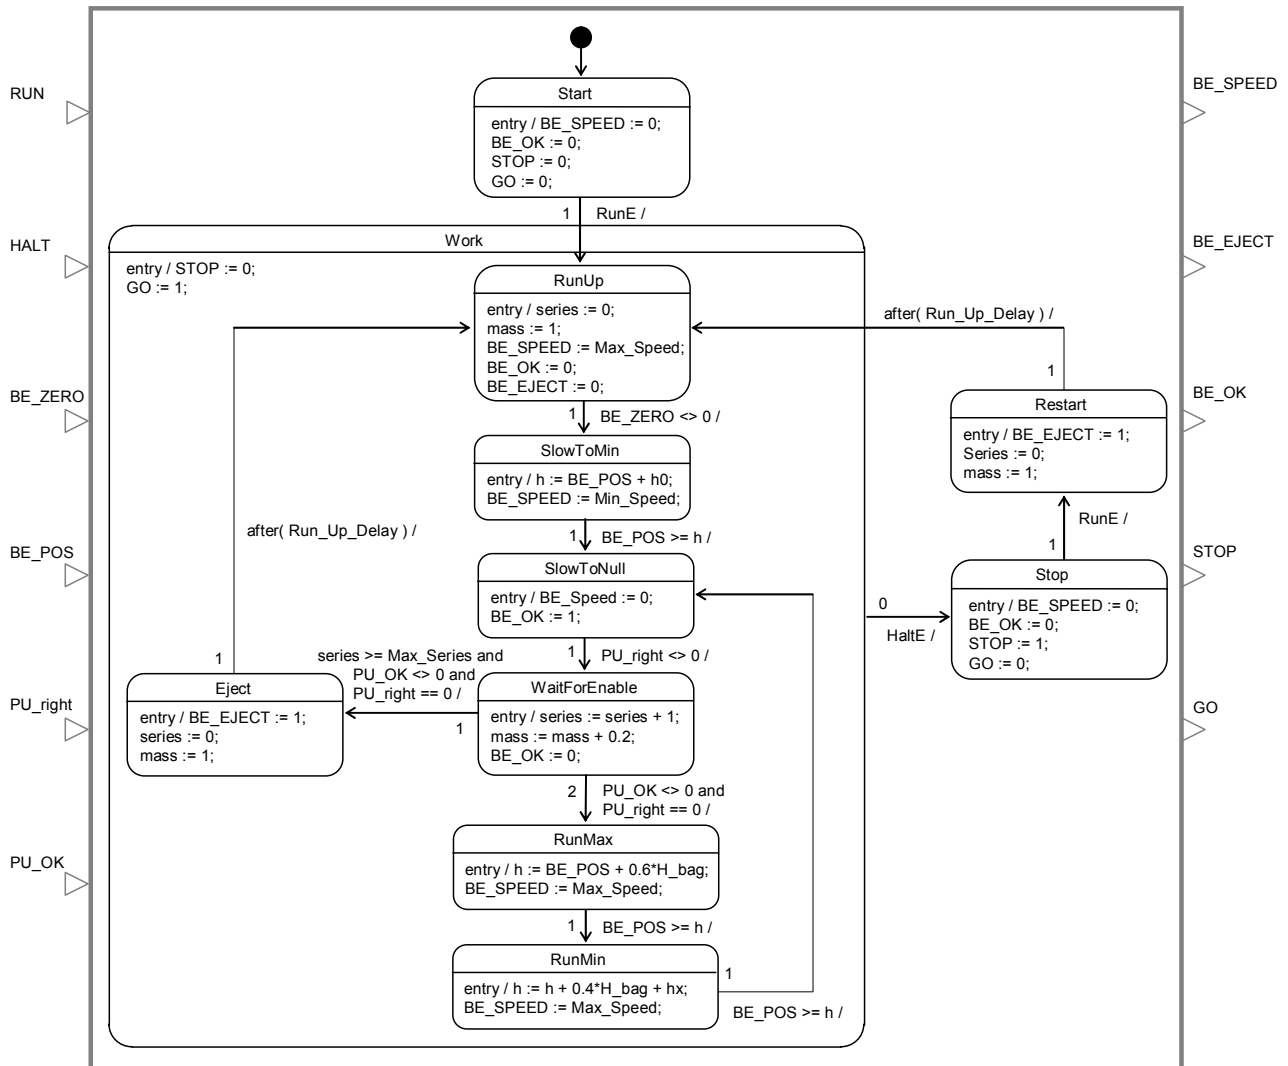 RUN
HALT
BE_ZERO
BE_POS
PU_right
PU_OK
Start
entry / BE_SPEED := 0;
BE_OK := 0;
STOP := 0;
GO := 0;
1
RunE /
Work
entry / STOP := 0;
GO := 1;
RunUp
entry / series := 0;
mass := 1;
BE_SPEED := Max_Speed;
BE_OK := 0;
BE_EJECT := 0;
1
BE_ZERO <> 0 /
SlowToMin
entry / h := BE_POS + h0;
BE_SPEED := Min_Speed;
1
BE_POS >= h /
SlowToNull
entry / BE_Speed := 0;
BE_OK := 1;
1
PU_right <> 0 /
WaitForEnable
entry / series := series + 1;
mass := mass + 0.2;
BE_OK := 0;
series >= Max_Series and
PU_OK <> 0 and
PU_right == 0 /
1
Eject
entry / BE_EJECT := 1;
series := 0;
mass := 1;
1
after( Run_Up_Delay ) /
2
PU_OK <> 0 and
PU_right == 0 /
RunMax
entry / h := BE_POS + 0.6*H_bag;
BE_SPEED := Max_Speed;
1
BE_POS >= h /
RunMin
entry / h := h + 0.4*H_bag + hx;
BE_SPEED := Max_Speed;
1
BE_POS >= h /
0
HaltE /
Stop
entry / BE_SPEED := 0;
BE_OK := 0;
STOP := 1;
GO := 0;
1
RunE /
Restart
entry / BE_EJECT := 1;
Series := 0;
mass := 1;
1
after( Run_Up_Delay ) /
BE_SPEED
BE_EJECT
BE_OK
STOP
GO